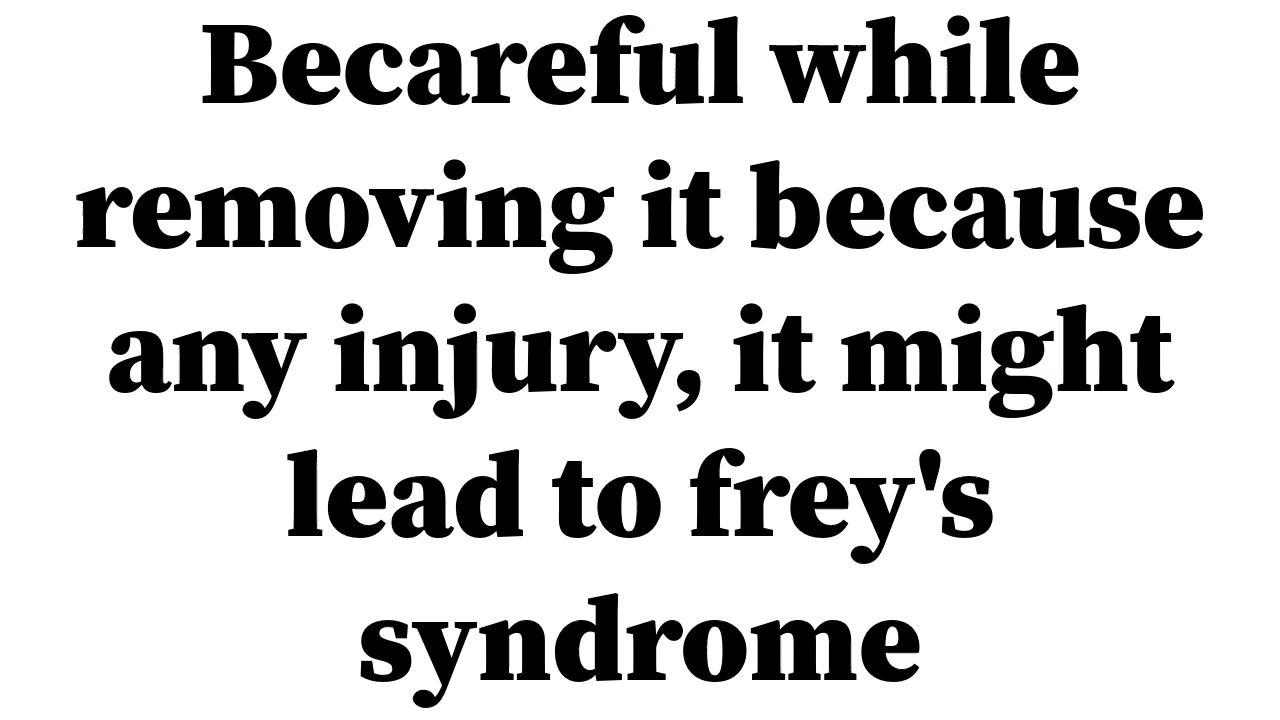 Becareful while
removing it because
any injury, it might
lead to frey's
syndrome